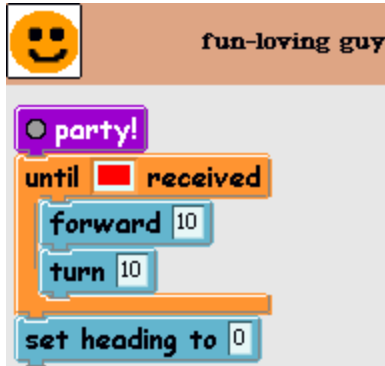 fun-loving guy
party!
until received
forward 10
turn 10
set heading to 0